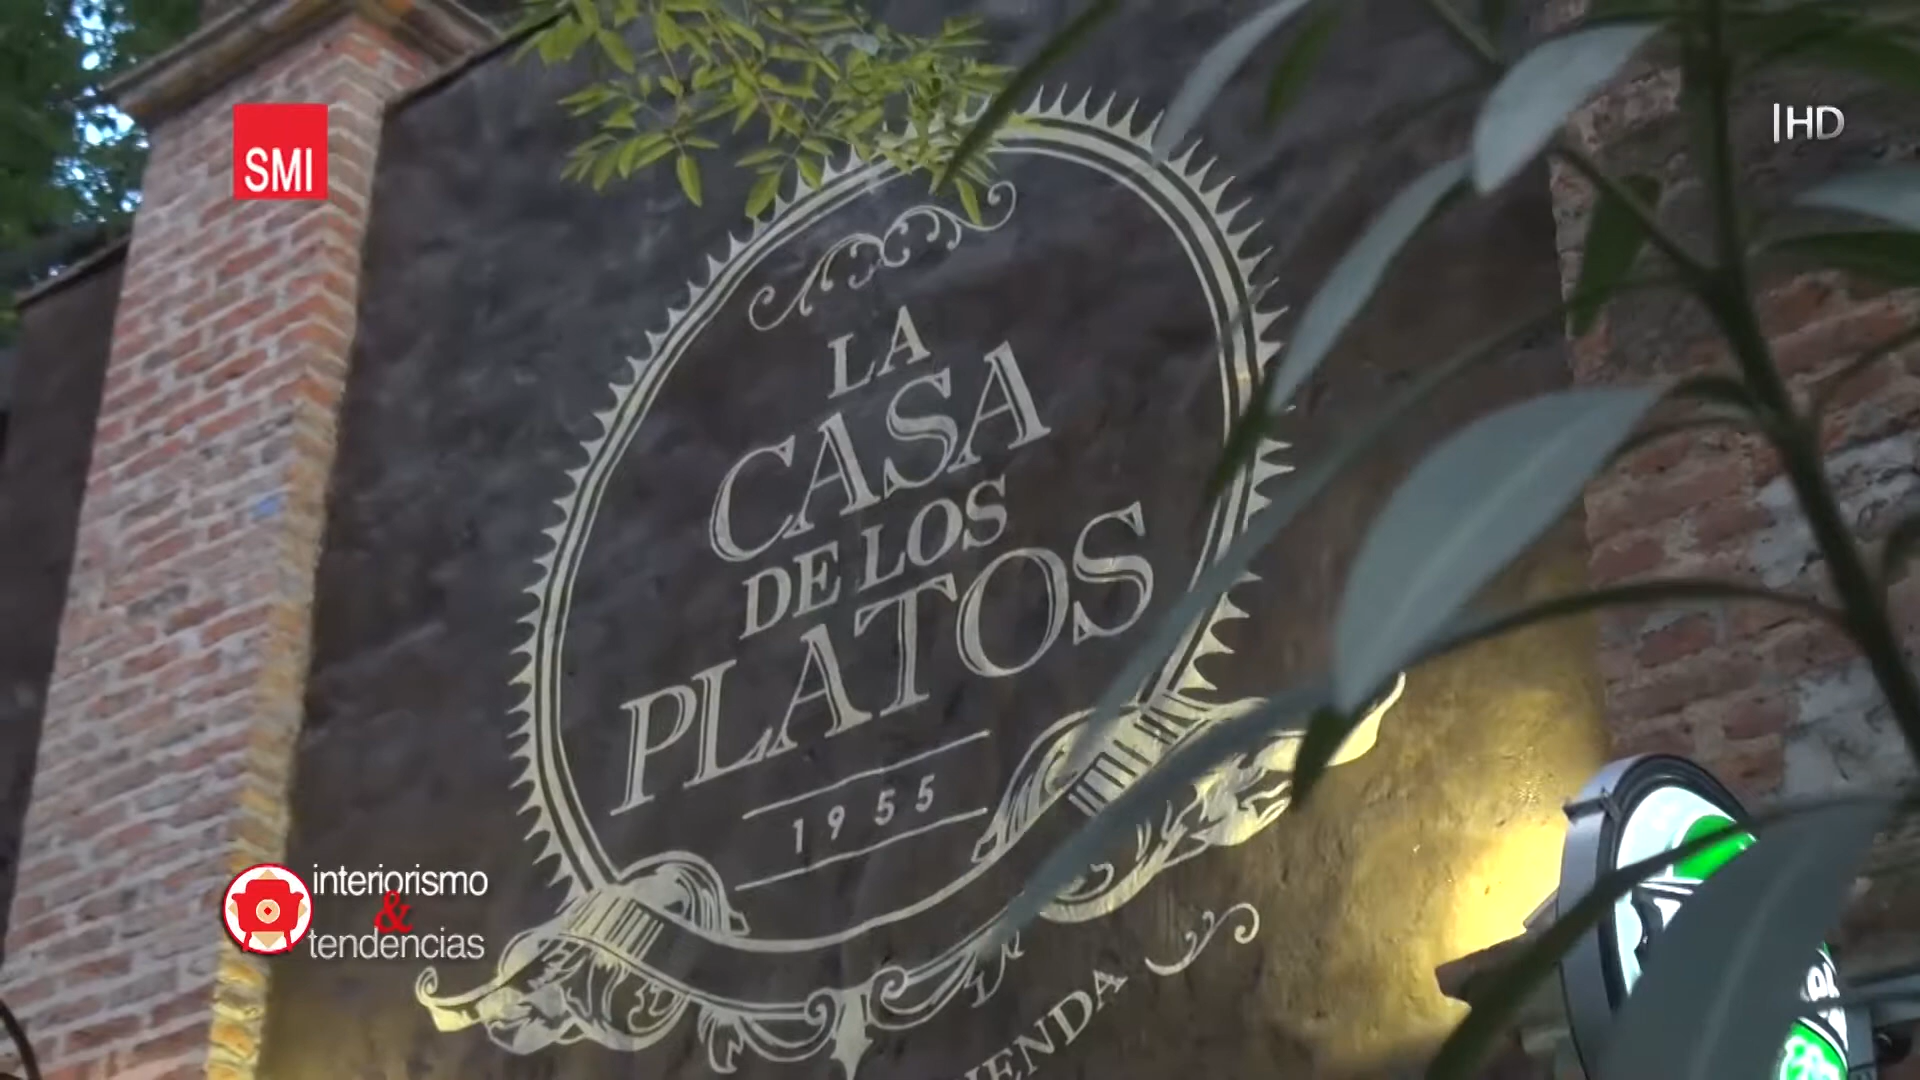 SMI
|HD
LA
CASA
DE LOS
PLATOS
1955
interiorismo
&
tendencias